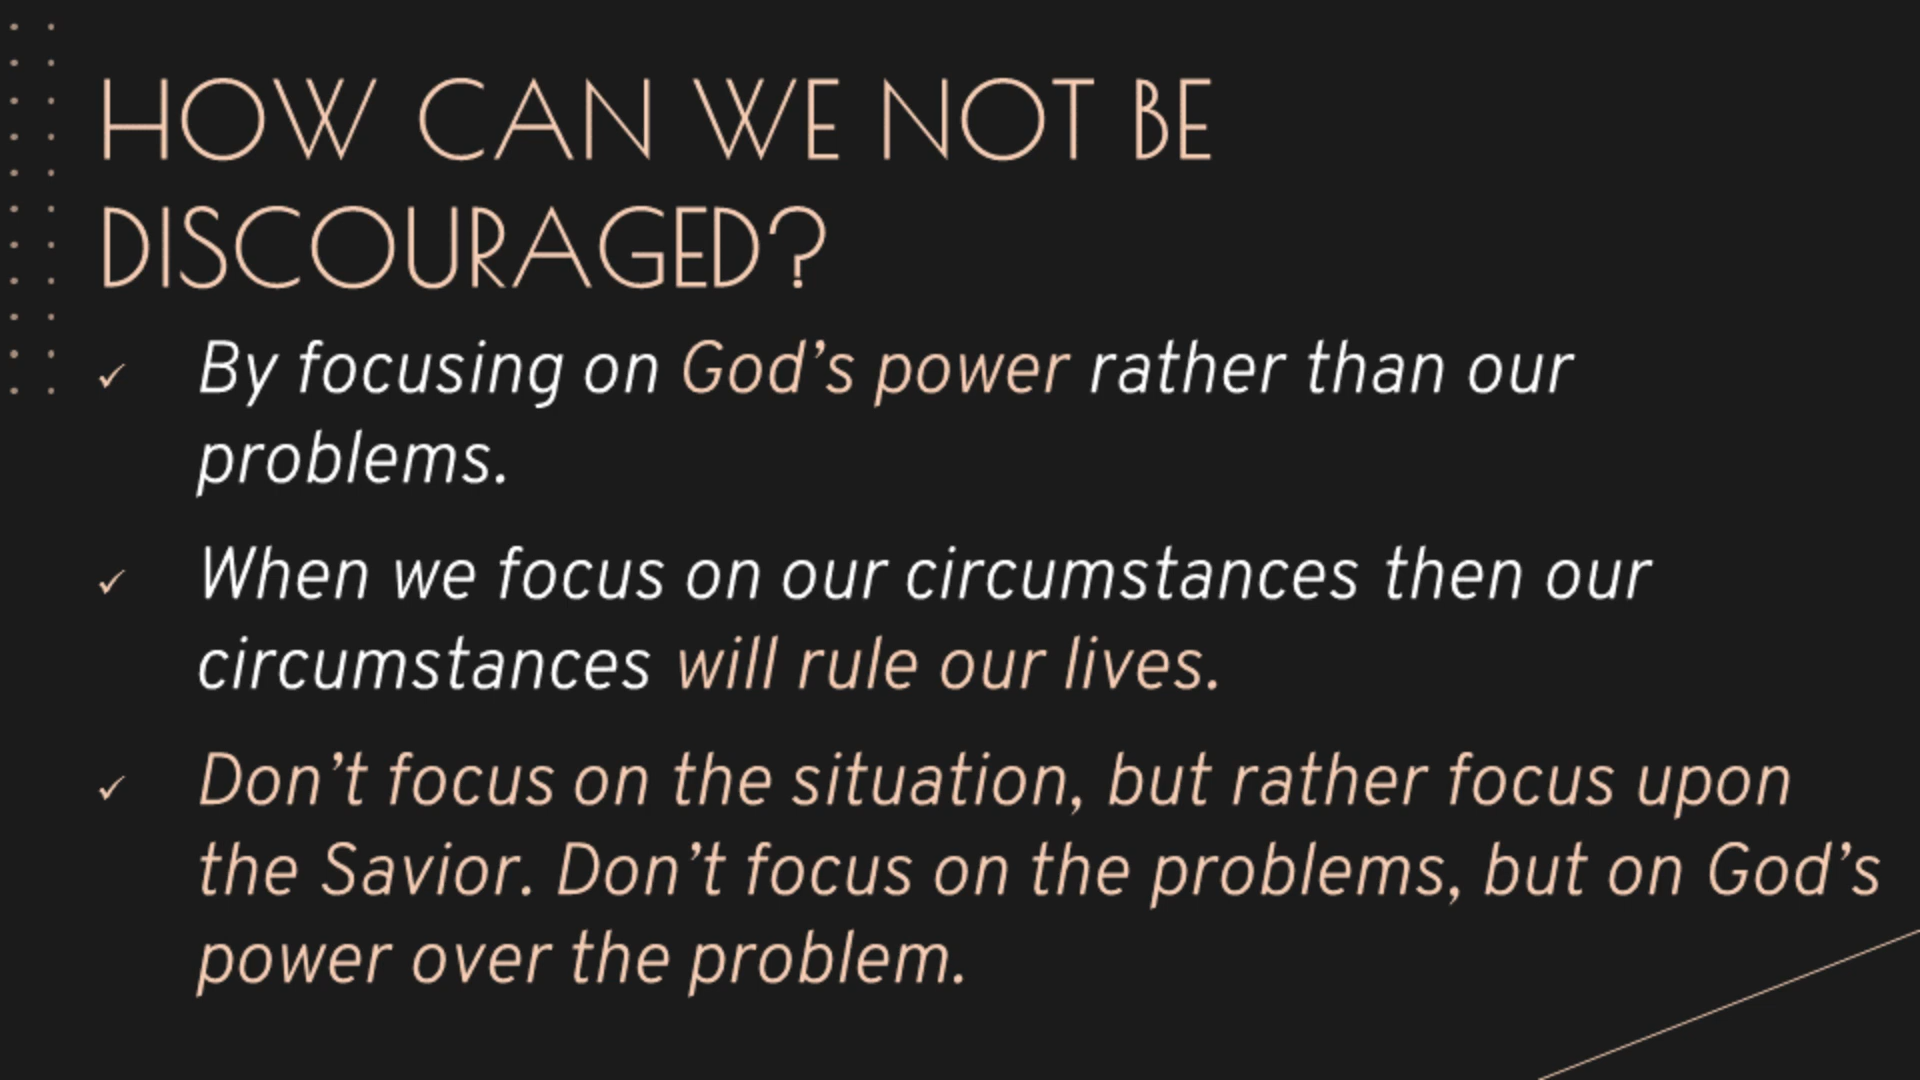 HOW CAN WE NOT BE
DISCOURAGED?
✓ By focusing on God’s power rather than our
problems.
✓ When we focus on our circumstances then our
circumstances will rule our lives.
✓ Don’t focus on the situation, but rather focus upon
the Savior. Don’t focus on the problems, but on God’s
power over the problem.